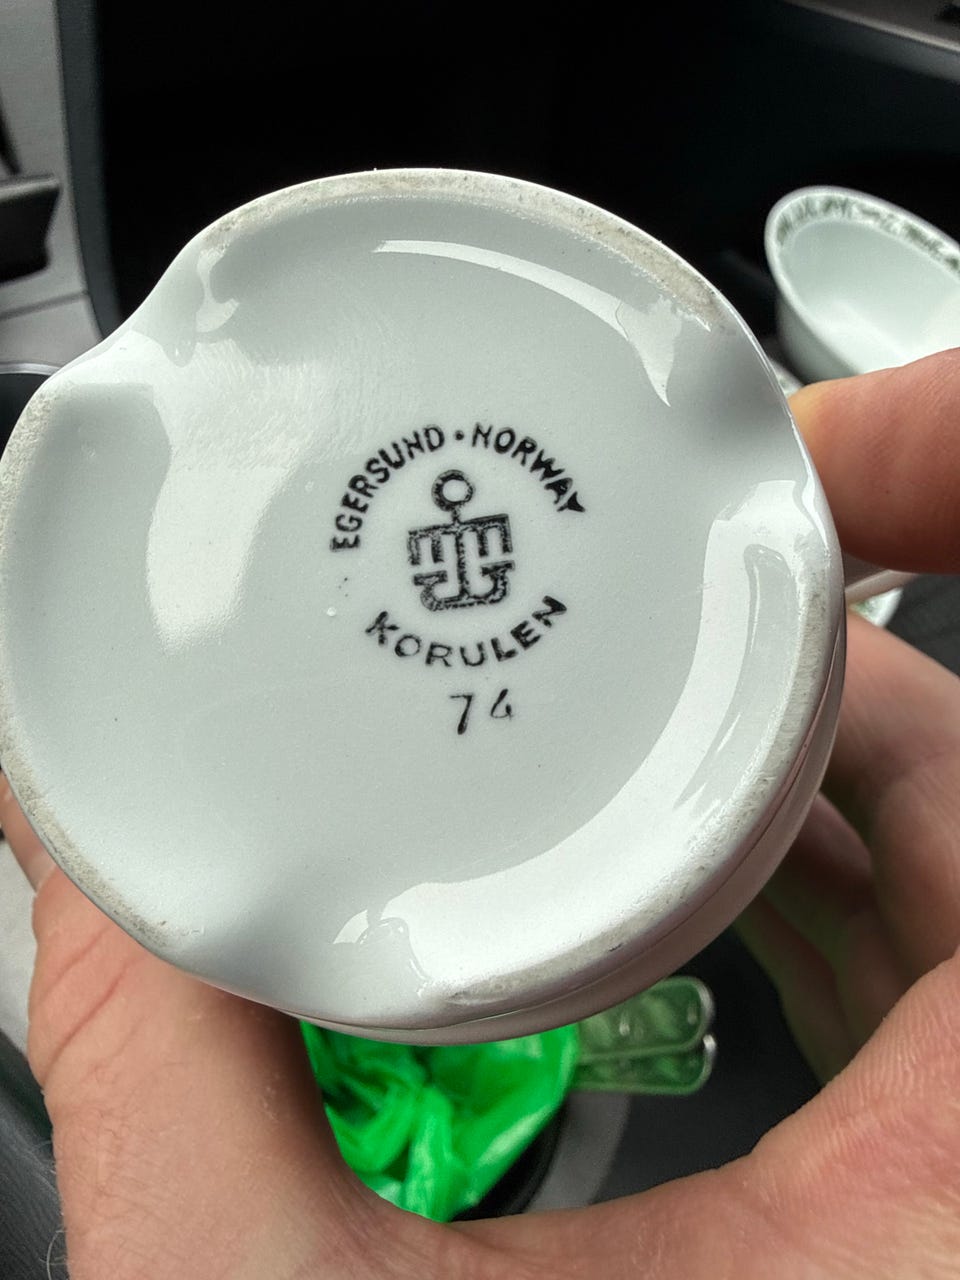 EGERSUND · NORWAY
KORULEN
74